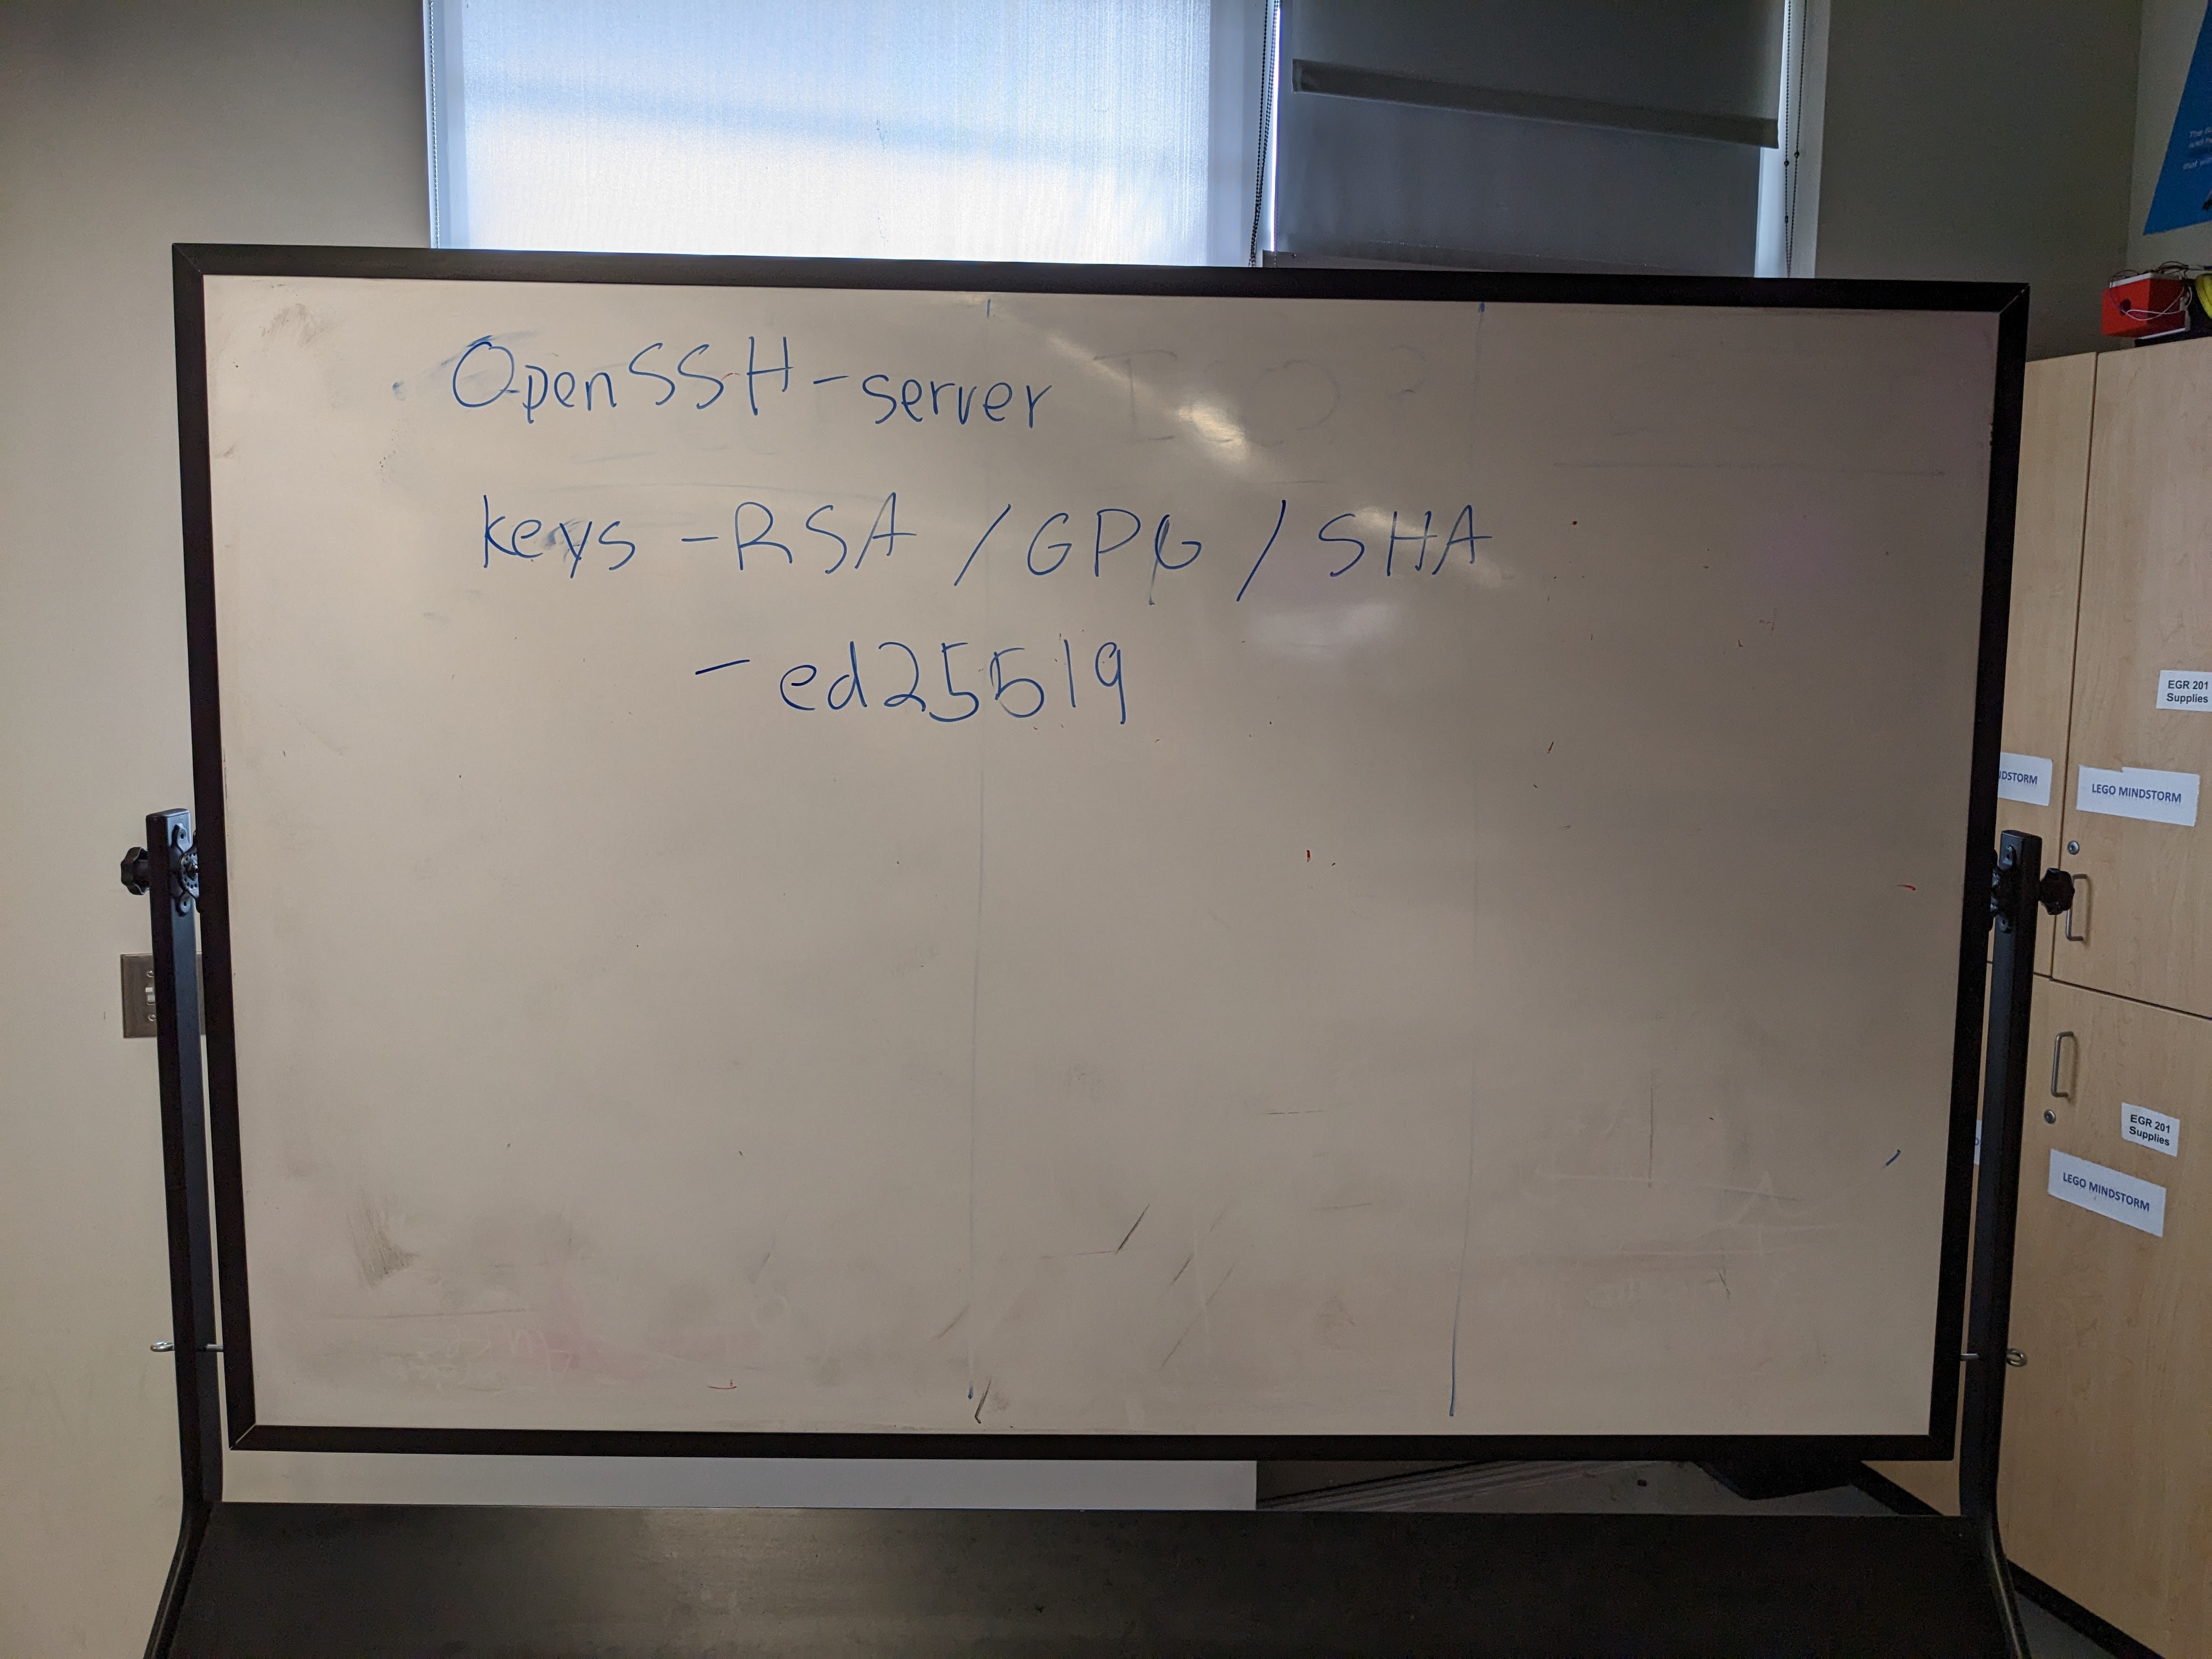 OpenSSH-server
keys - RSA / GPG / SHA
- ed25519
EGR 201
Supplies
LEGO MINDSTORM
EGR 201
Supplies
LEGO MINDSTORM